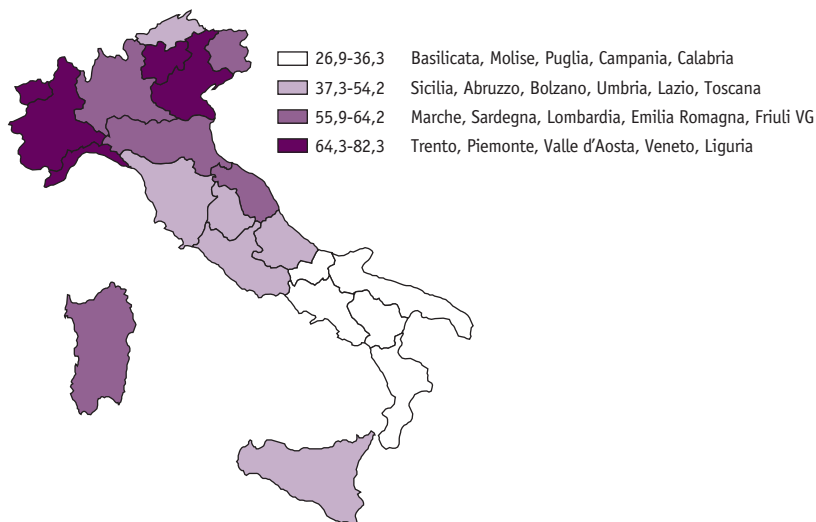 26,9-36,3 Basilicata, Molise, Puglia, Campania, Calabria
37,3-54,2 Sicilia, Abruzzo, Bolzano, Umbria, Lazio, Toscana
55,9-64,2 Marche, Sardegna, Lombardia, Emilia Romagna, Friuli VG
64,3-82,3 Trento, Piemonte, Valle d'Aosta, Veneto, Liguria